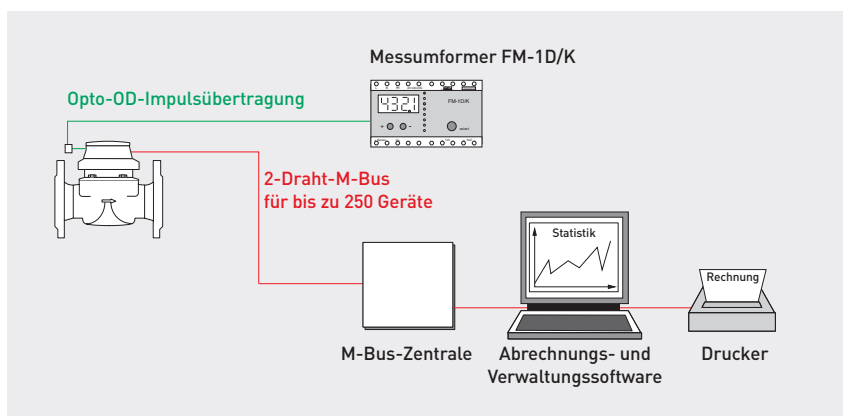 Messumformer FM-1D/K
Opto-OD-Impulsübertragung
FM-1D/K
2-Draht-M-Bus
für bis zu 250 Geräte
Statistik
Rechnung
M-Bus-Zentrale
Abrechnungs- und
Verwaltungssoftware
Drucker